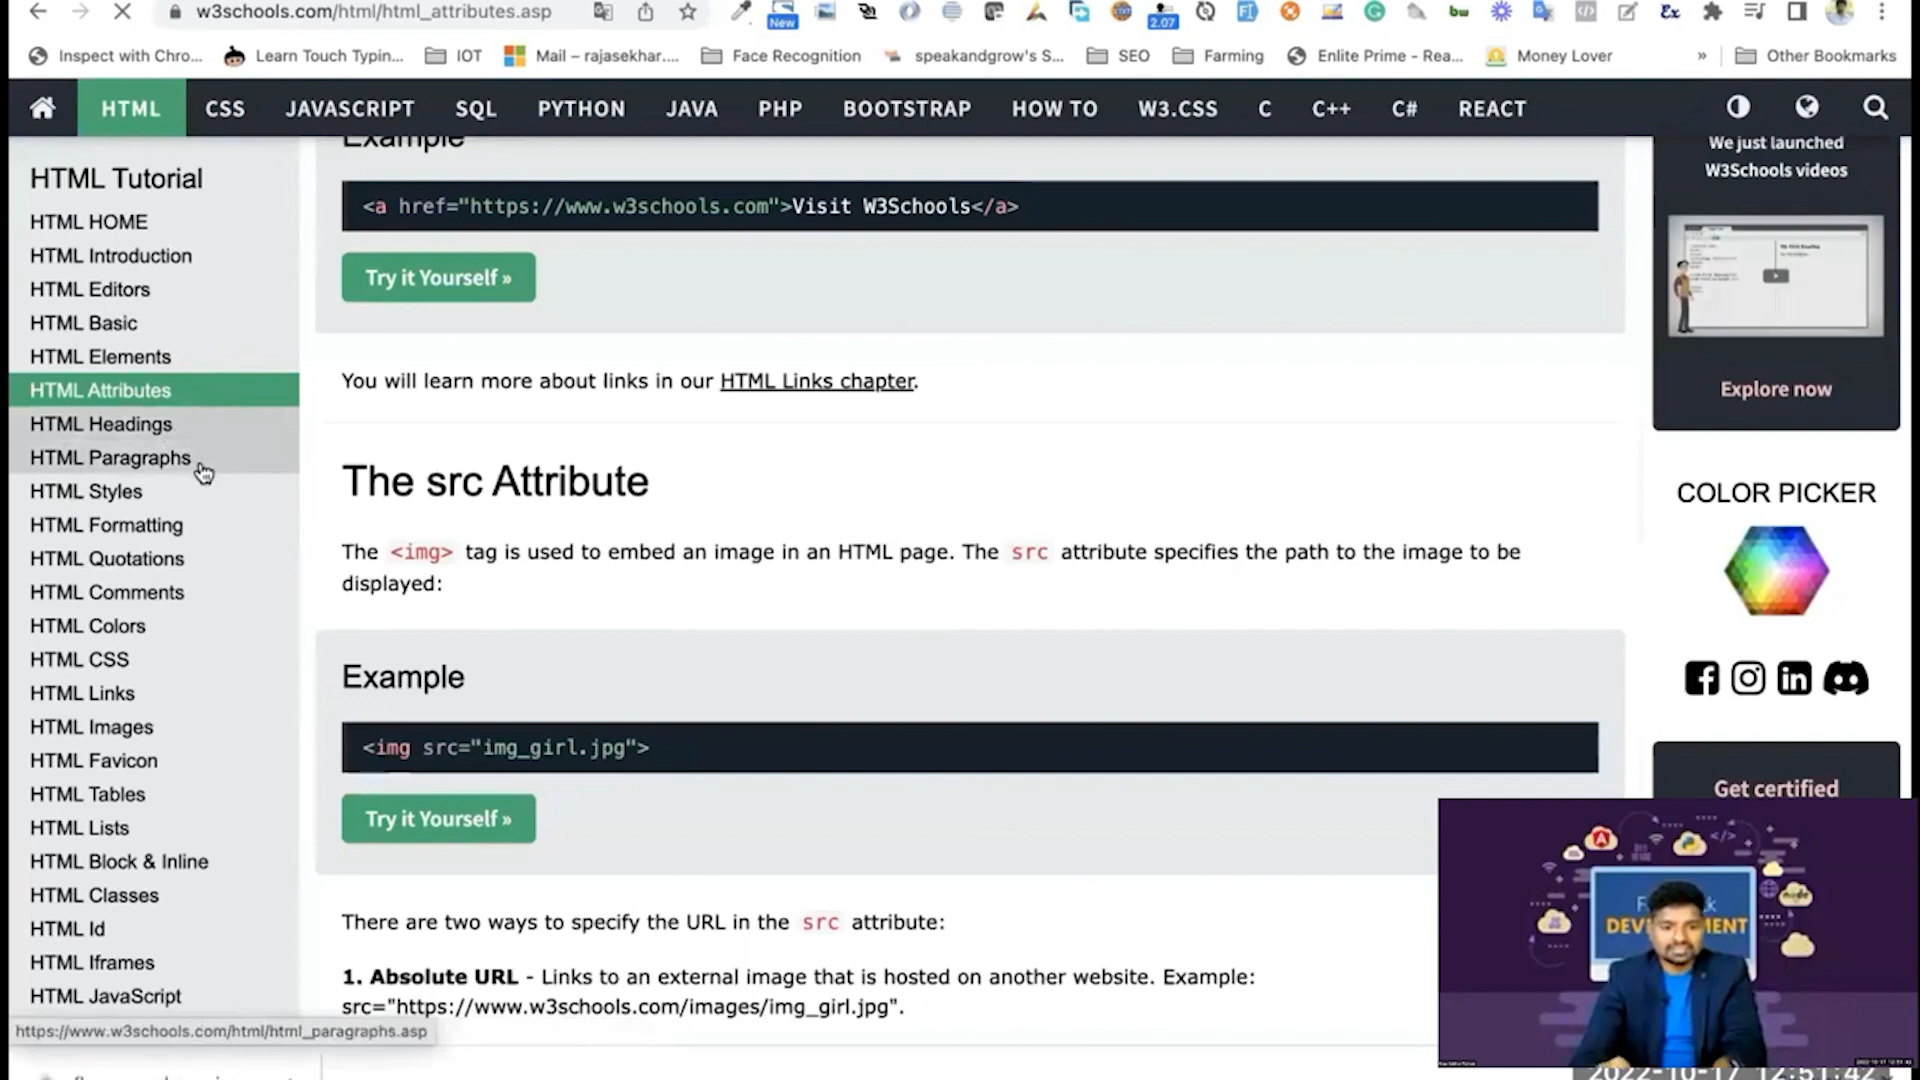 w3schools.com/html/html_attributes.asp
New
2.07
Inspect with Chro...
Learn Touch Typin...
IOT
Mail – rajasekhar....
Face Recognition
speakandgrow's S...
SEO
Farming
Enlite Prime - Rea...
Money Lover
»
Other Bookmarks
HTML
CSS
JAVASCRIPT
SQL
PYTHON
JAVA
PHP
BOOTSTRAP
HOW TO
W3.CSS
C
C++
C#
REACT
HTML Tutorial
HTML HOME
HTML Introduction
HTML Editors
HTML Basic
HTML Elements
HTML Attributes
HTML Headings
HTML Paragraphs
HTML Styles
HTML Formatting
HTML Quotations
HTML Comments
HTML Colors
HTML CSS
HTML Links
HTML Images
HTML Favicon
HTML Tables
HTML Lists
HTML Block & Inline
HTML Classes
HTML Id
HTML Iframes
HTML JavaScript
https://www.w3schools.com/html/html_paragraphs.asp
Example
<a href="https://www.w3schools.com">Visit W3Schools</a>
Try it Yourself »
You will learn more about links in our HTML Links chapter.
The src Attribute
The <img> tag is used to embed an image in an HTML page. The src attribute specifies the path to the image to be
displayed:
Example
<img src="img_girl.jpg">
Try it Yourself »
There are two ways to specify the URL in the src attribute:
1. Absolute URL - Links to an external image that is hosted on another website. Example:
src="https://www.w3schools.com/images/img_girl.jpg".
We just launched
W3Schools videos
Explore now
COLOR PICKER
Get certified
2022-10-17 12:51:42